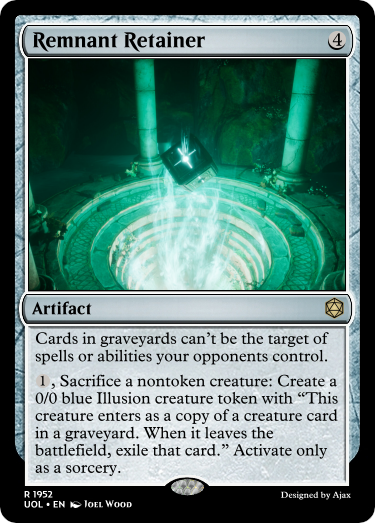 Remnant Retainer 4
Artifact
Cards in graveyards can't be the target of
spells or abilities your opponents control.
1, Sacrifice a nontoken creature: Create a
0/0 blue Illusion creature token with “This
creature enters as a copy of a creature card
in a graveyard. When it leaves the
battlefield, exile that card.” Activate only
as a sorcery.
R 1952
UOL • EN Joel Wood
Designed by Ajax